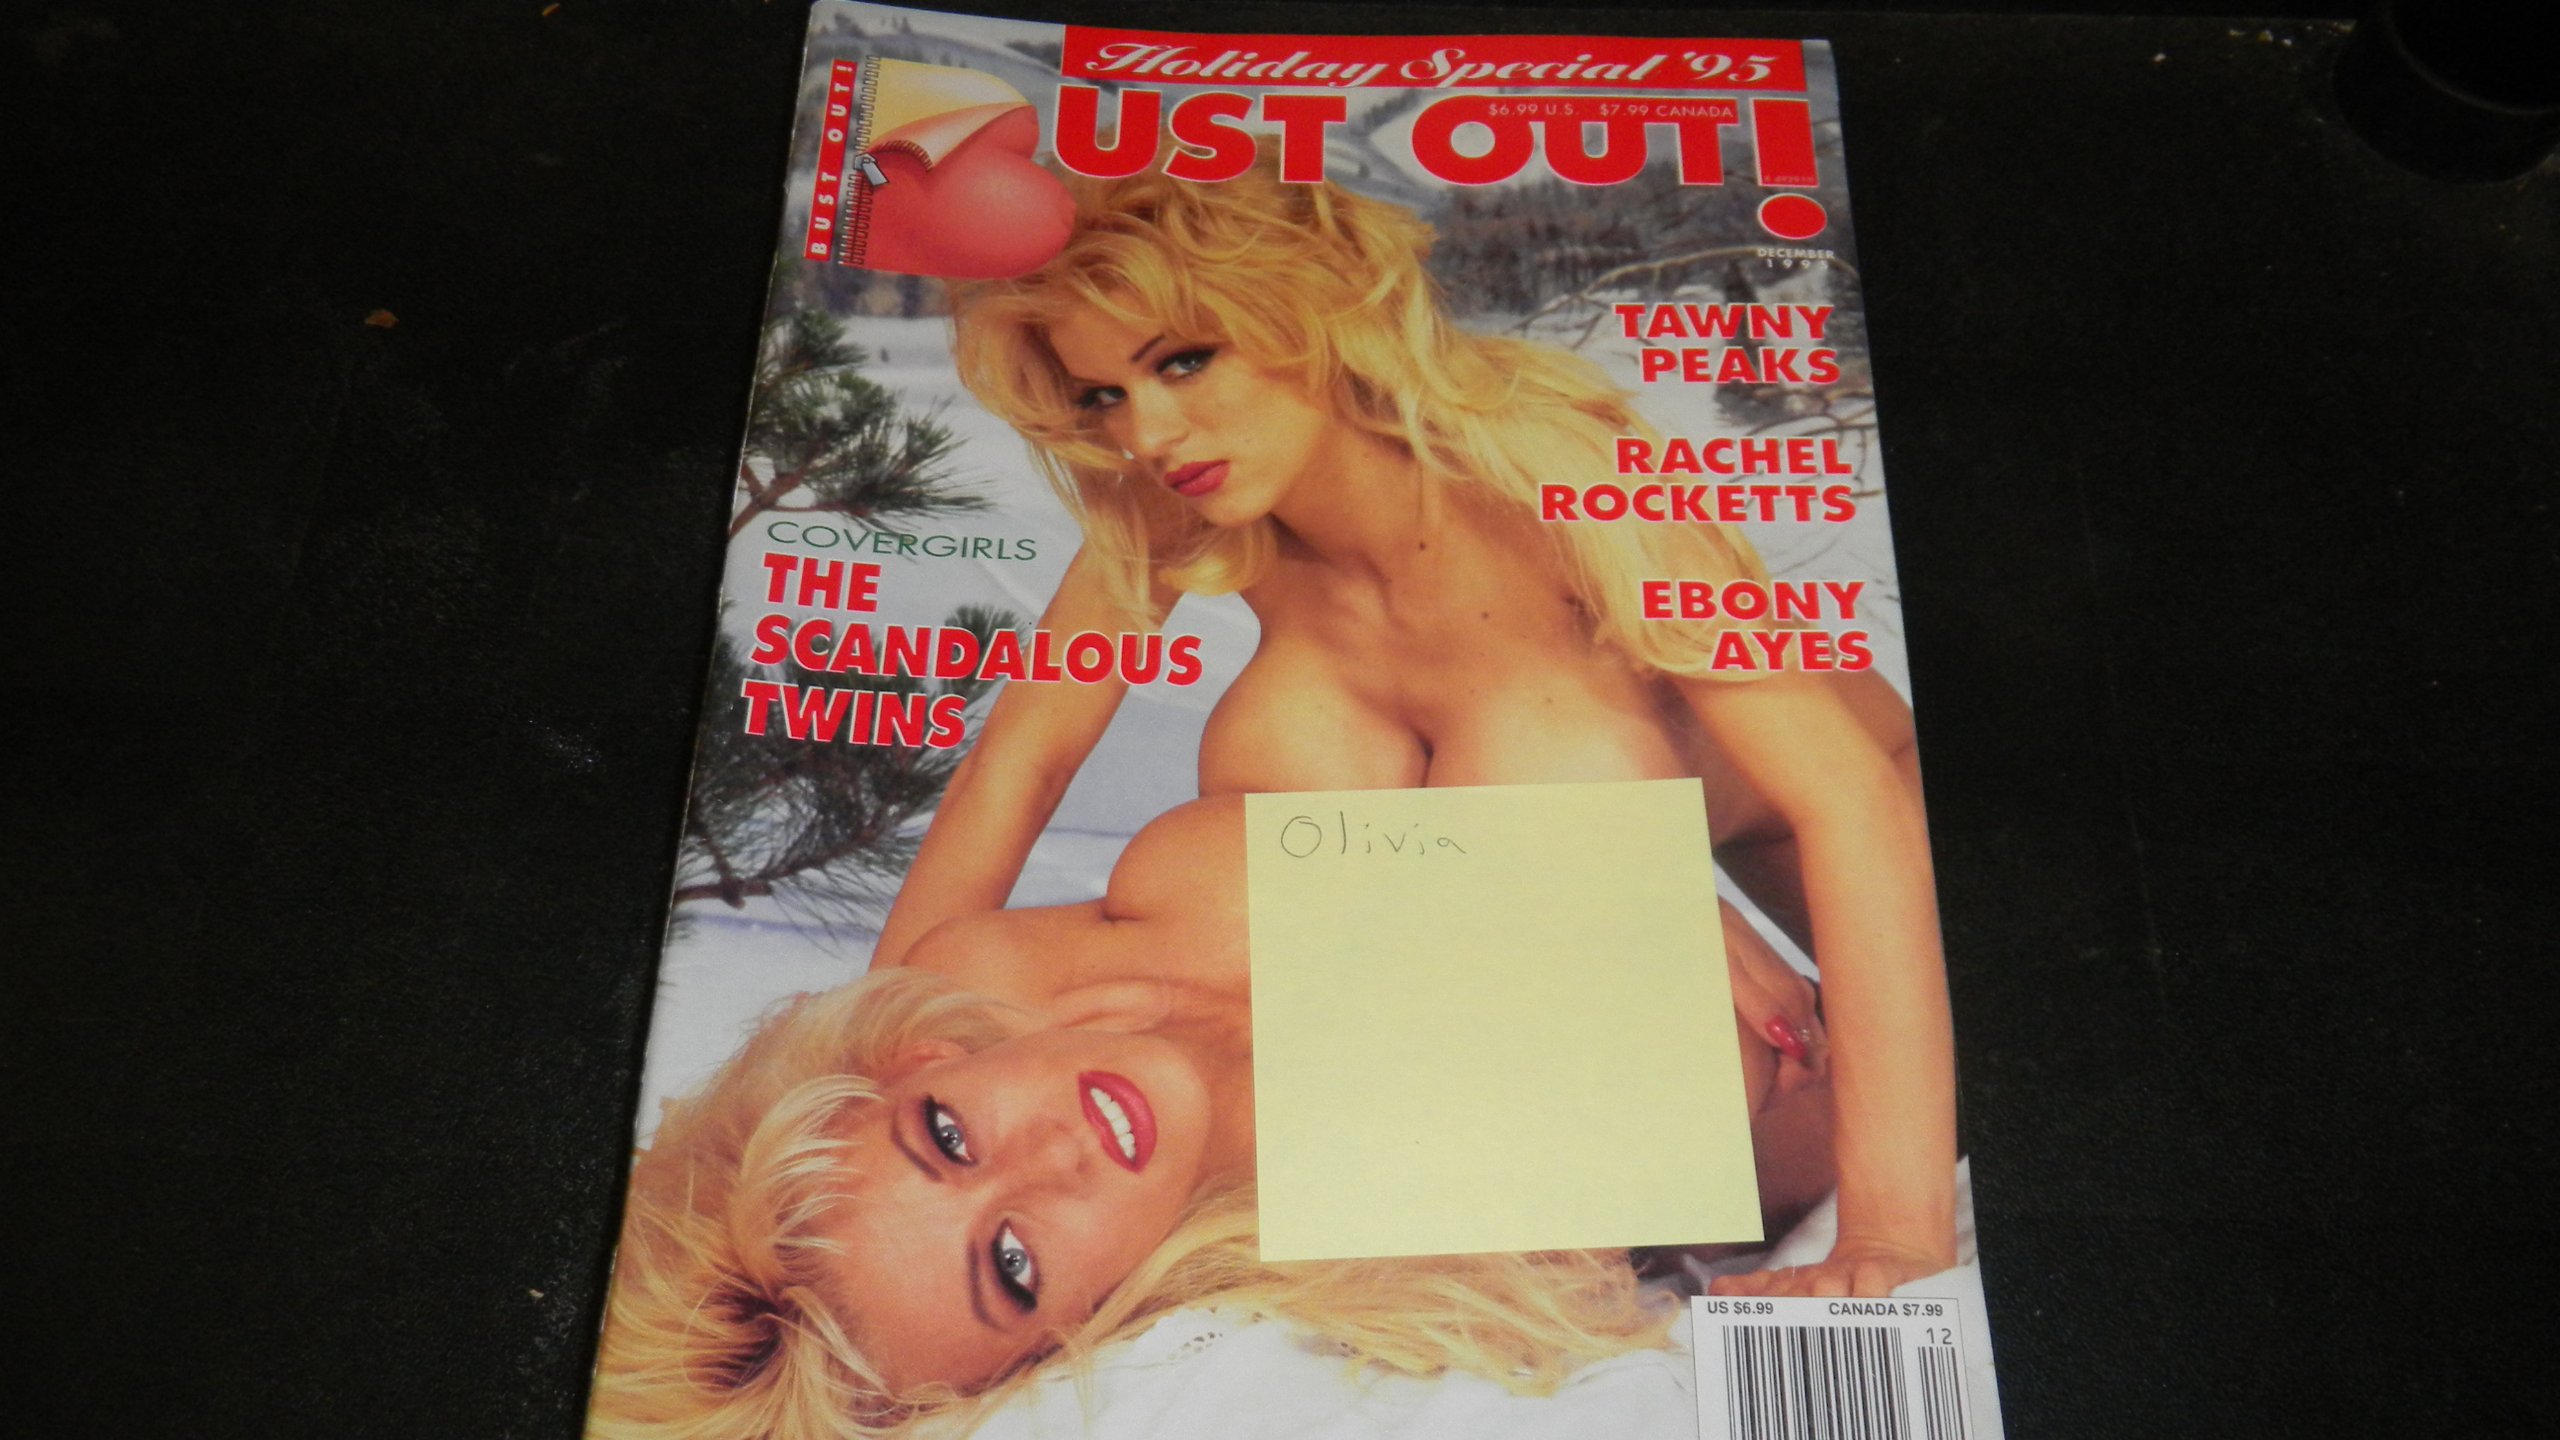 Holiday Special '95
BUST OUT!
UST OUT!
$6.99 U.S. $7.99 CANADA
DECEMBER
1995
TAWNY
PEAKS
RACHEL
ROCKETTS
EBONY
AYES
COVERGIRLS
THE
SCANDALOUS
TWINS
Olivia
US $6.99 CANADA $7.99
12